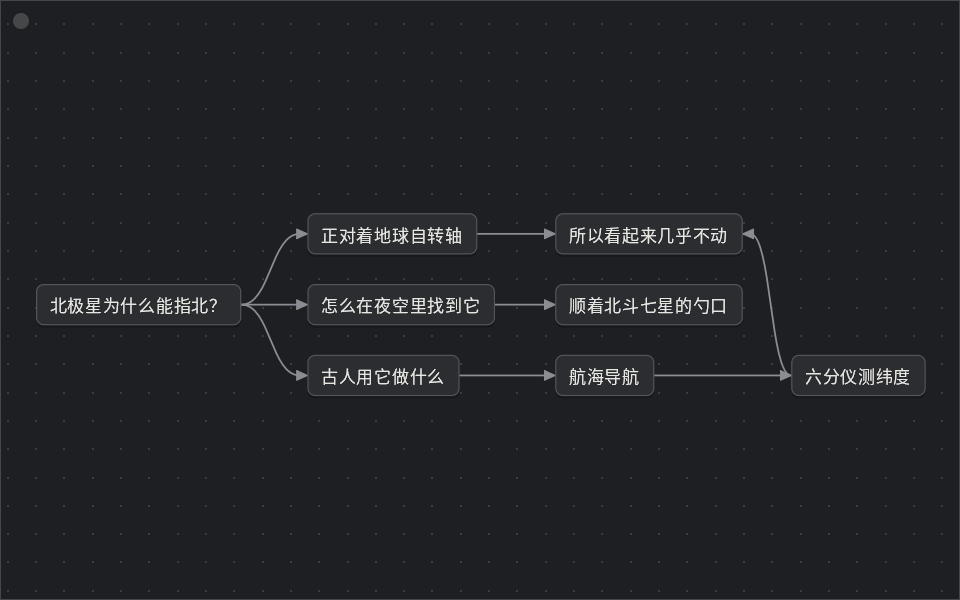 北极星为什么能指北？
正对着地球自转轴
所以看起来几乎不动
怎么在夜空里找到它
顺着北斗七星的勺口
古人用它做什么
航海导航
六分仪测纬度